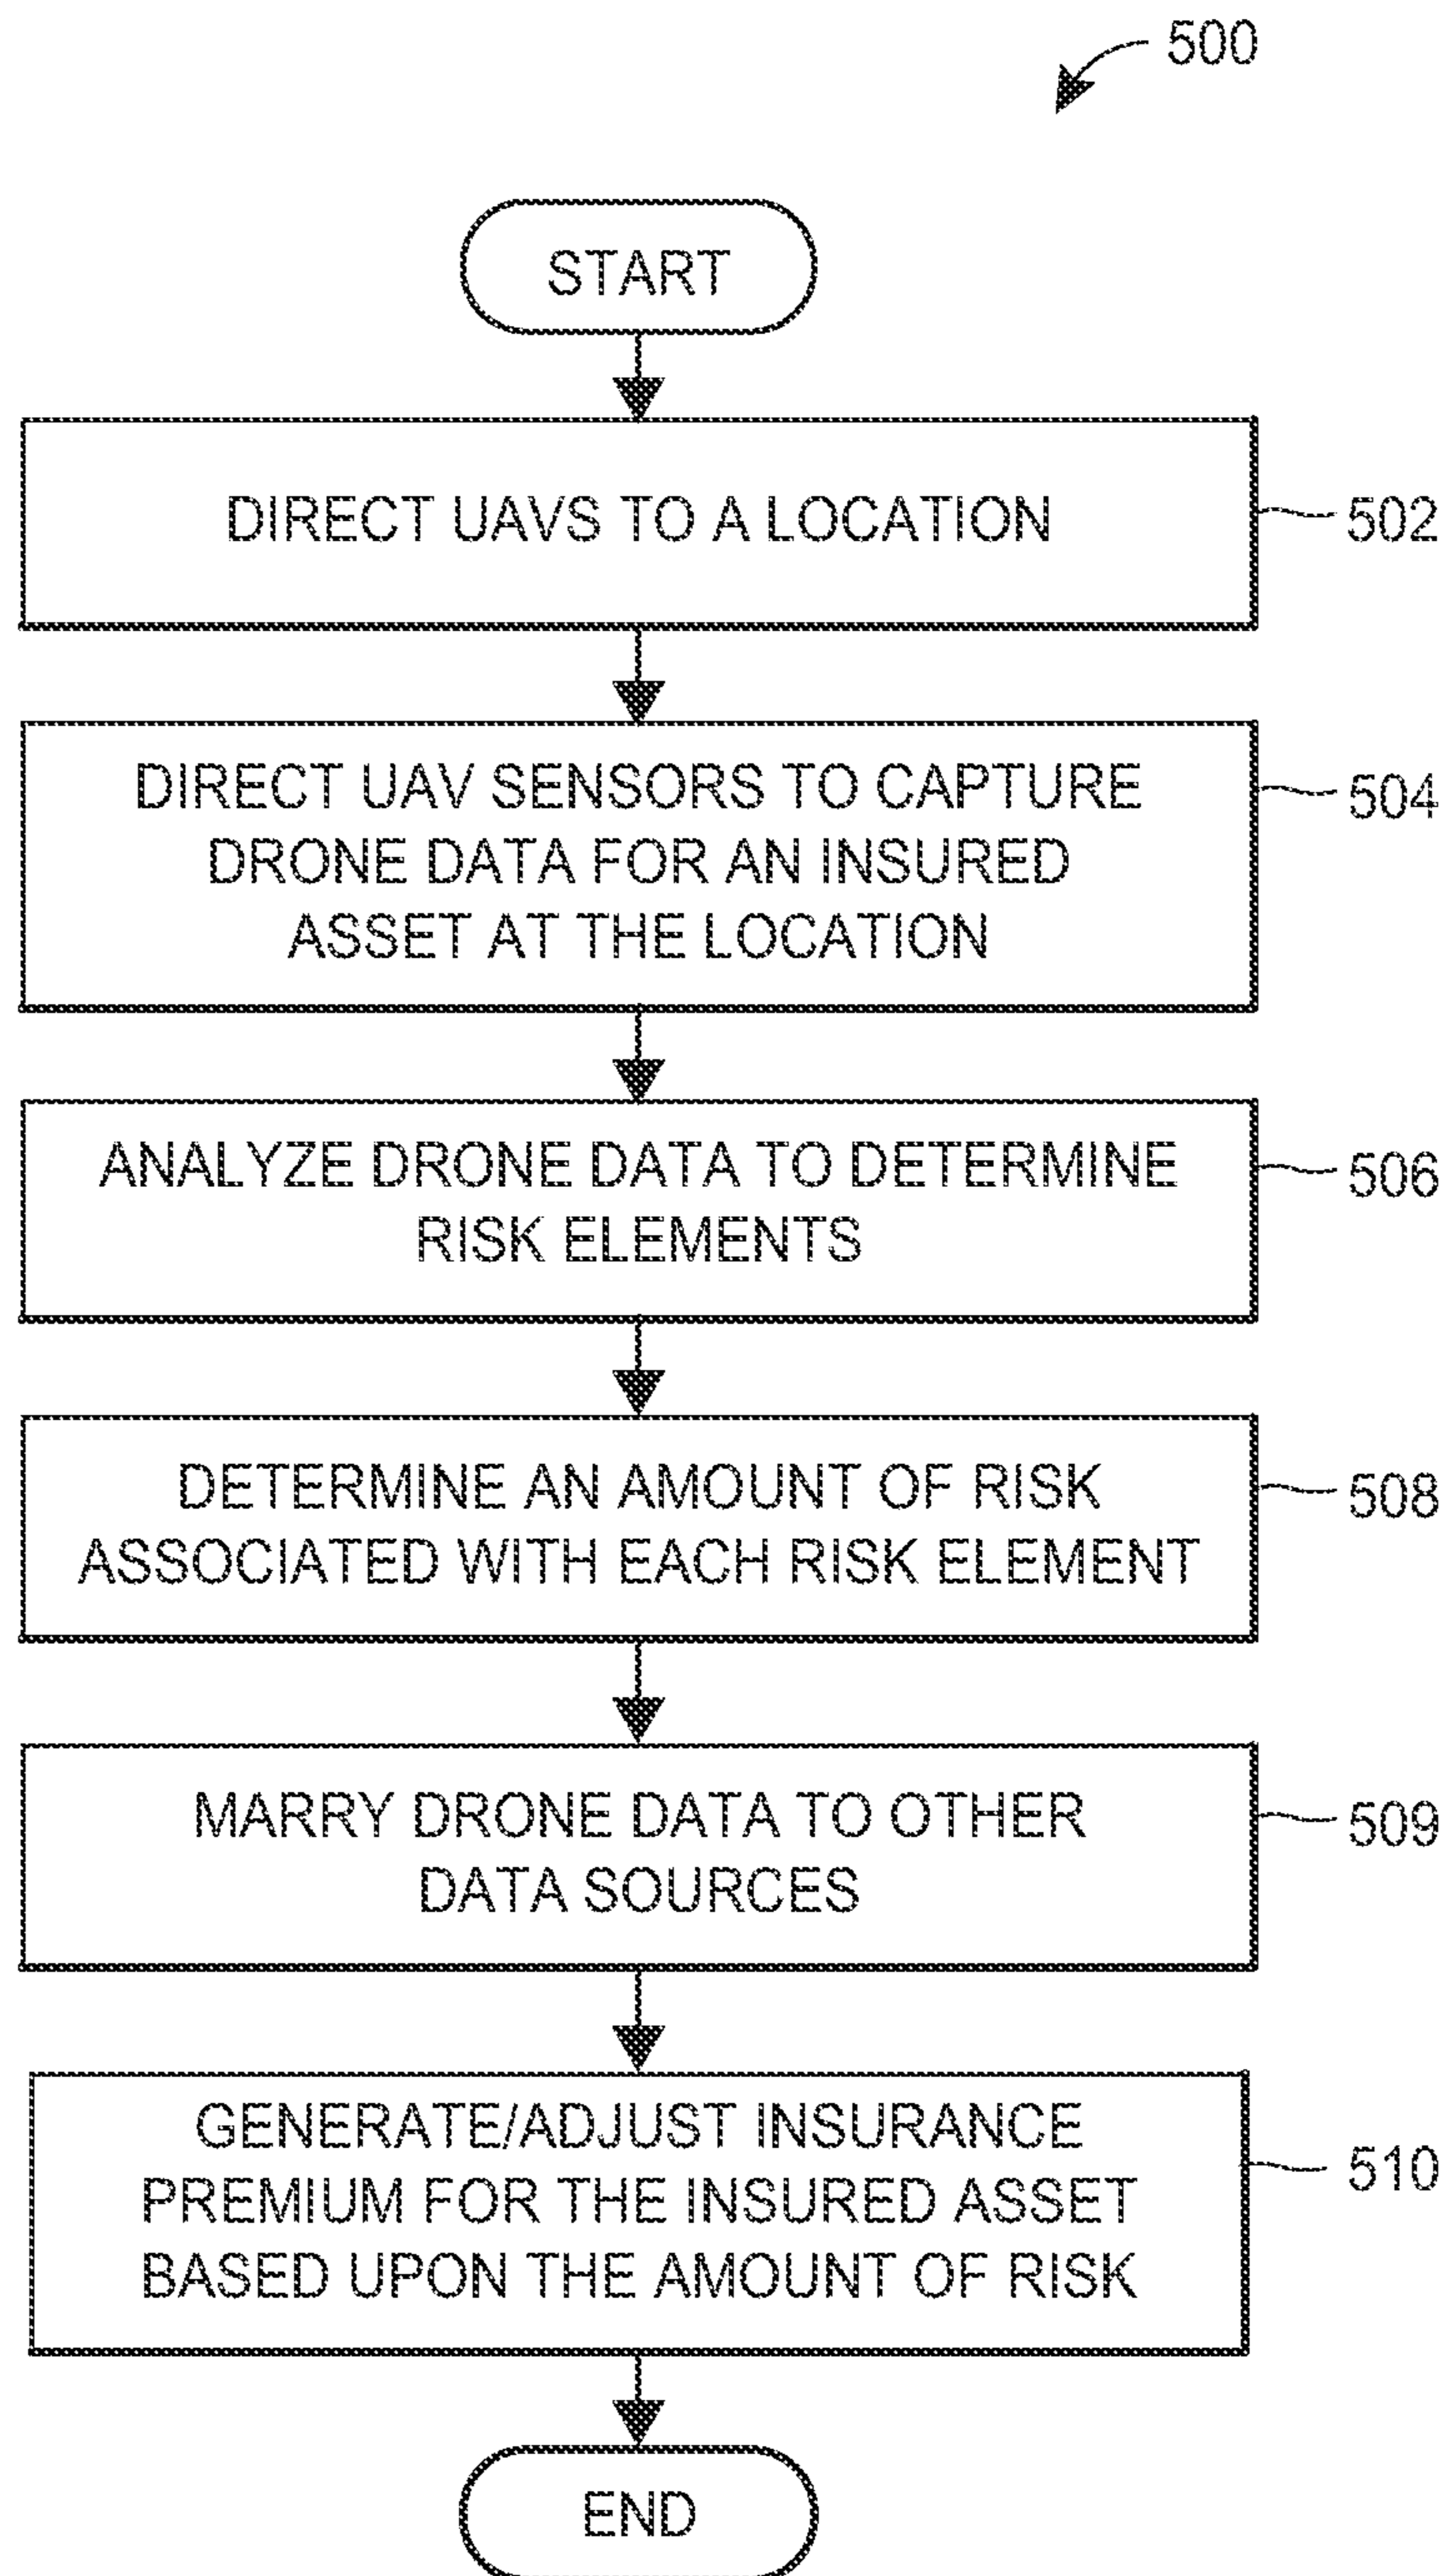 500
START
DIRECT UAVS TO A LOCATION
502
DIRECT UAV SENSORS TO CAPTURE
DRONE DATA FOR AN INSURED
ASSET AT THE LOCATION
504
ANALYZE DRONE DATA TO DETERMINE
RISK ELEMENTS
506
DETERMINE AN AMOUNT OF RISK
ASSOCIATED WITH EACH RISK ELEMENT
508
MARRY DRONE DATA TO OTHER
DATA SOURCES
509
GENERATE/ADJUST INSURANCE
PREMIUM FOR THE INSURED ASSET
BASED UPON THE AMOUNT OF RISK
510
END